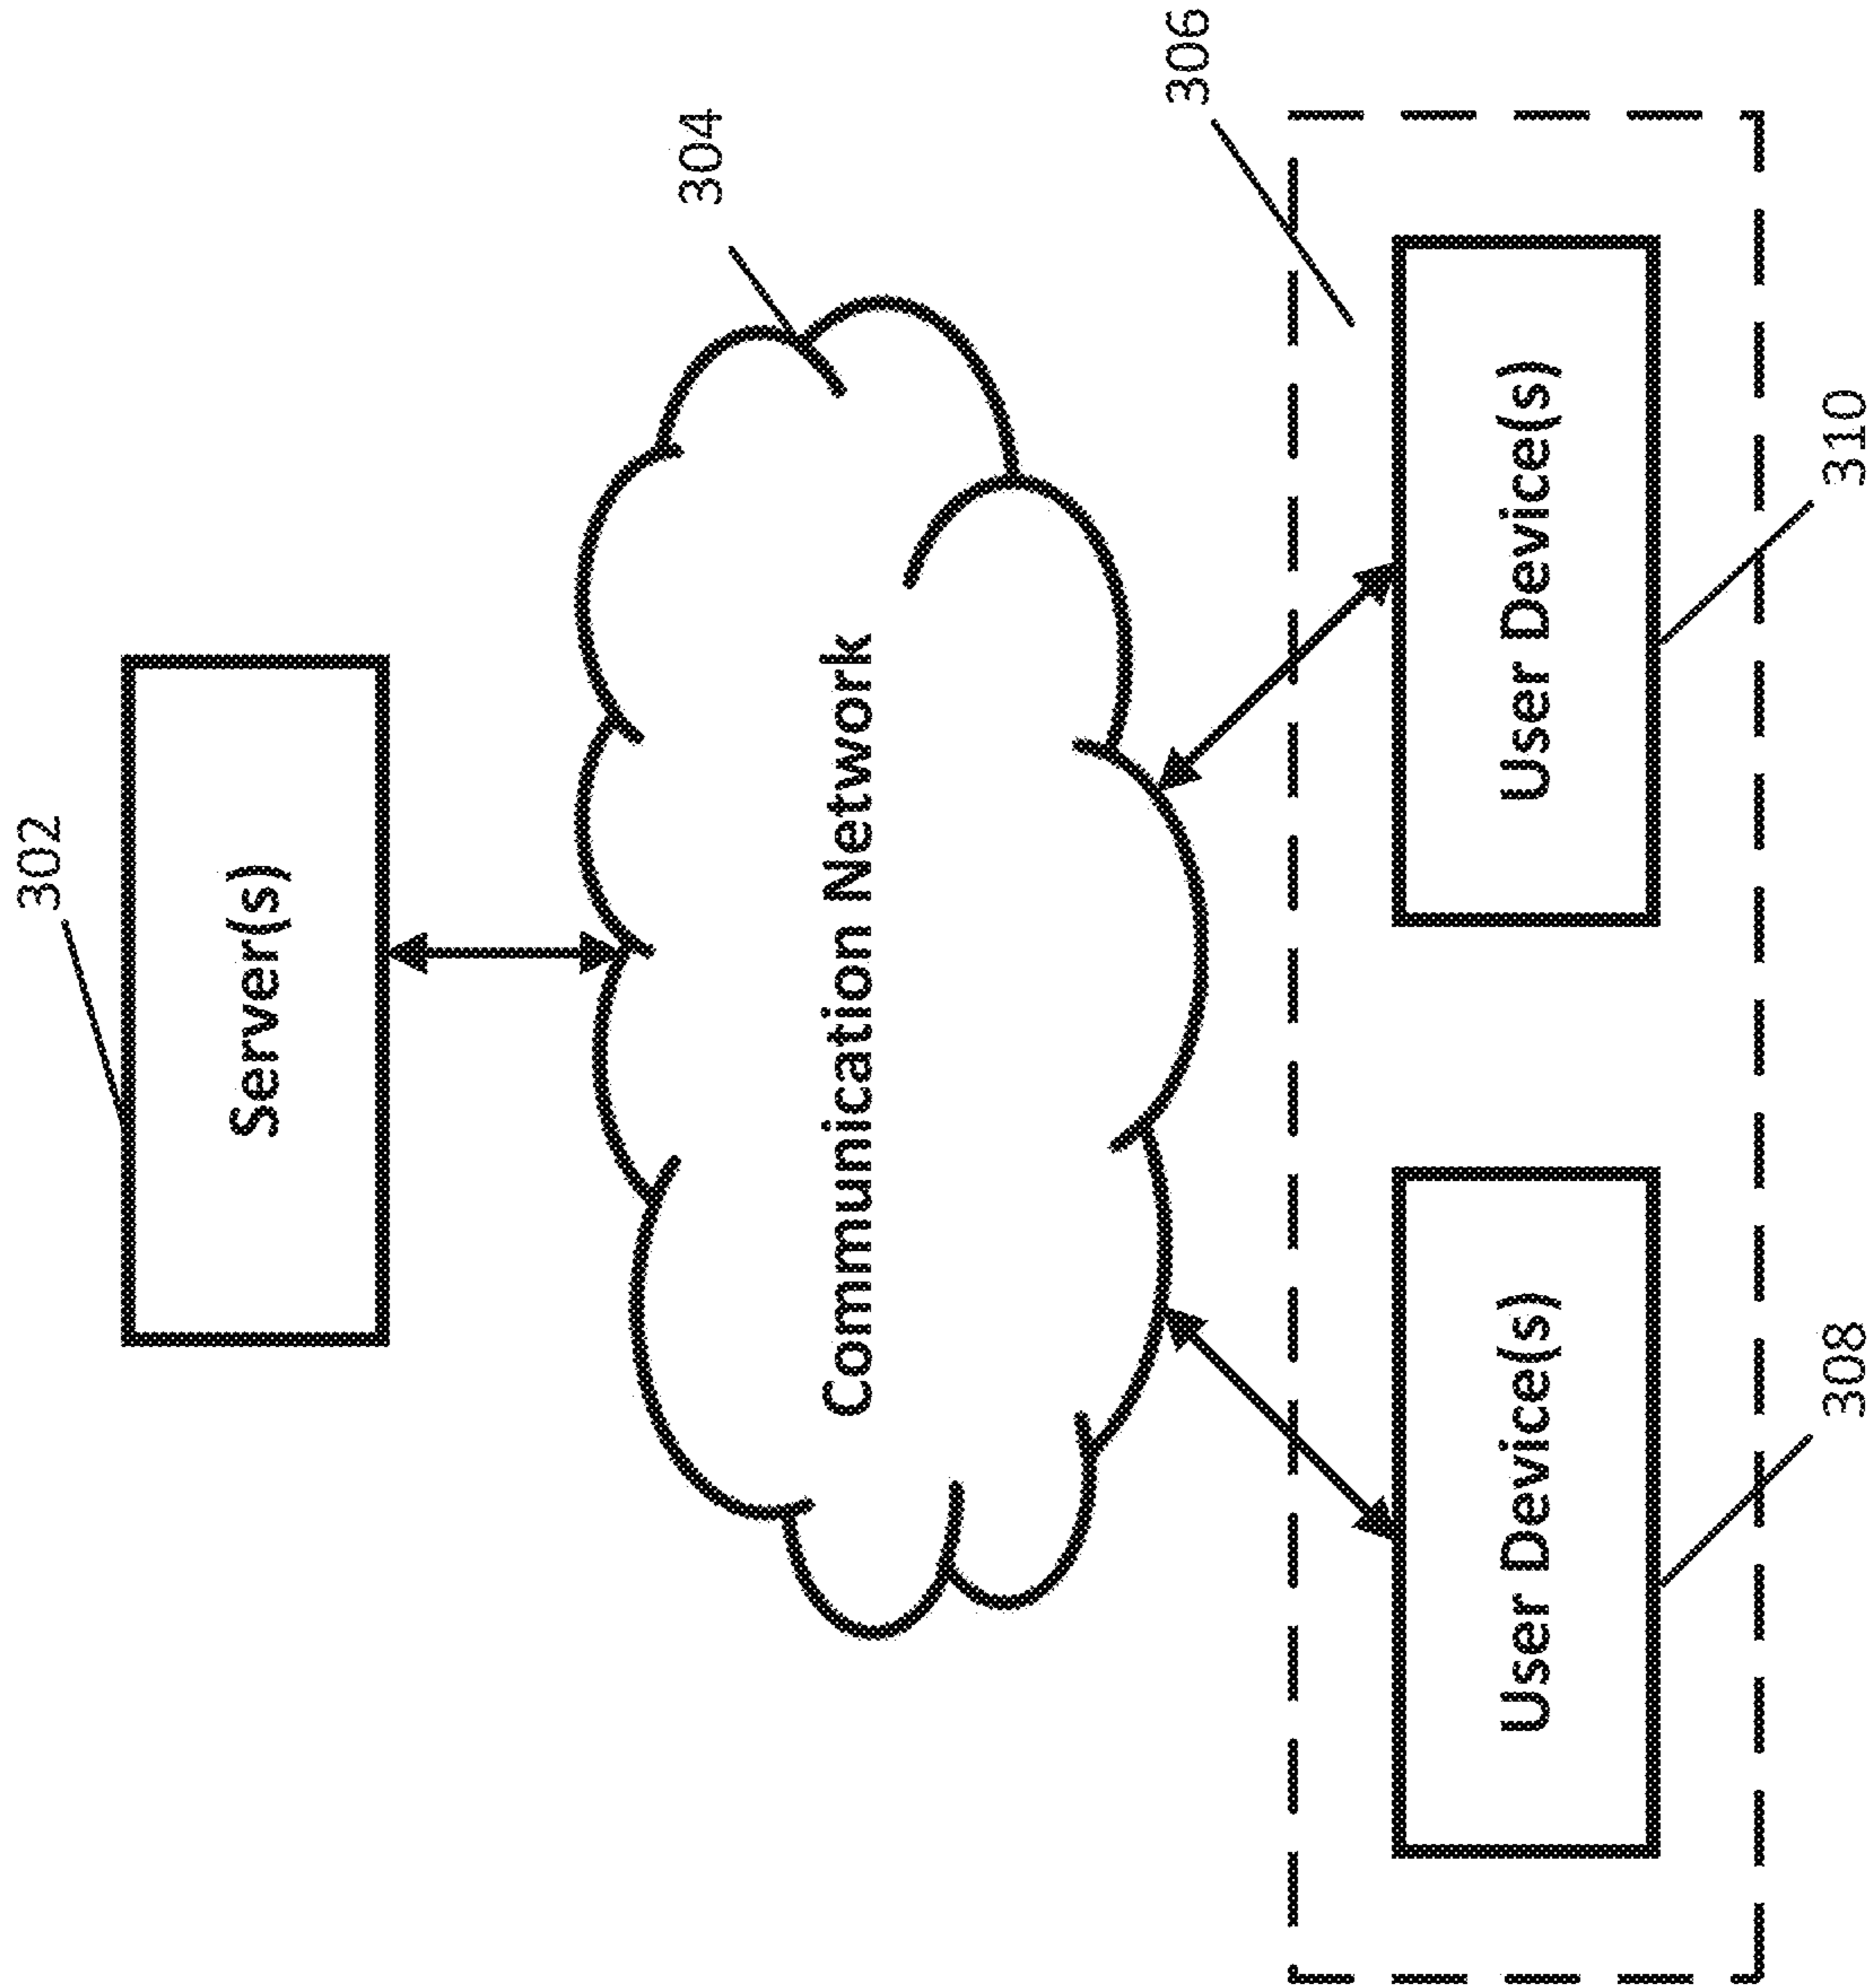 302
Server(s)
304
Communication Network
306
User Device(s)
User Device(s)
308
310